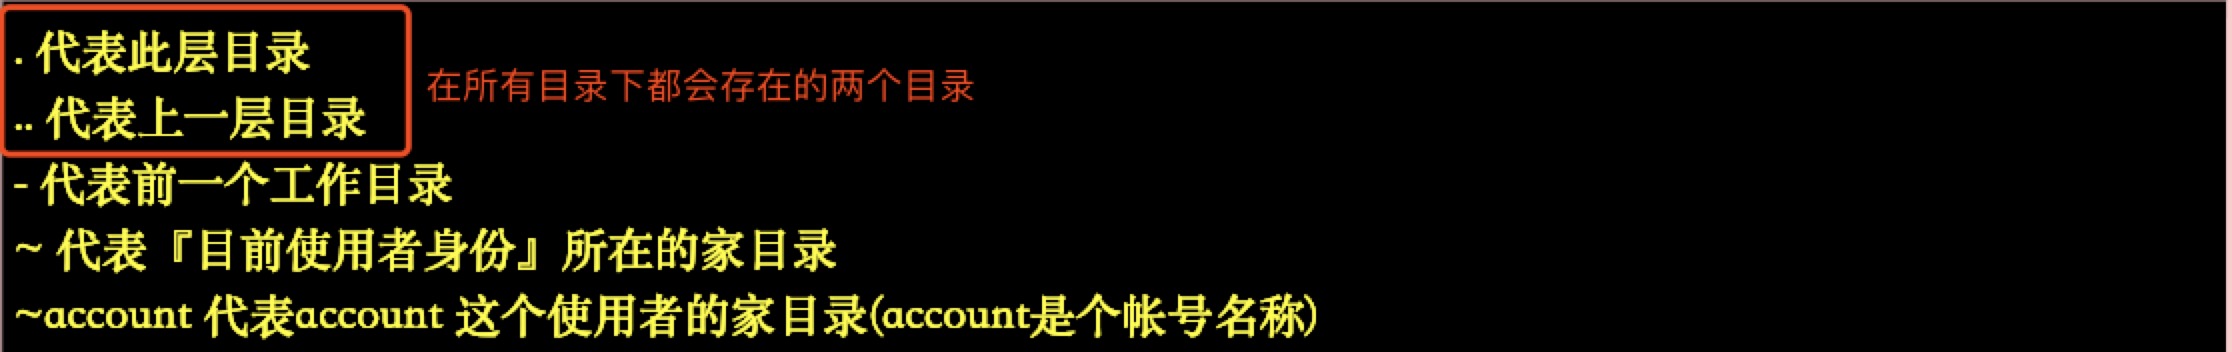 . 代表此层目录
在所有目录下都会存在的两个目录
.. 代表上一层目录
- 代表前一个工作目录
~ 代表『目前使用者身份』所在的家目录
~account 代表account 这个使用者的家目录(account是个帐号名称)